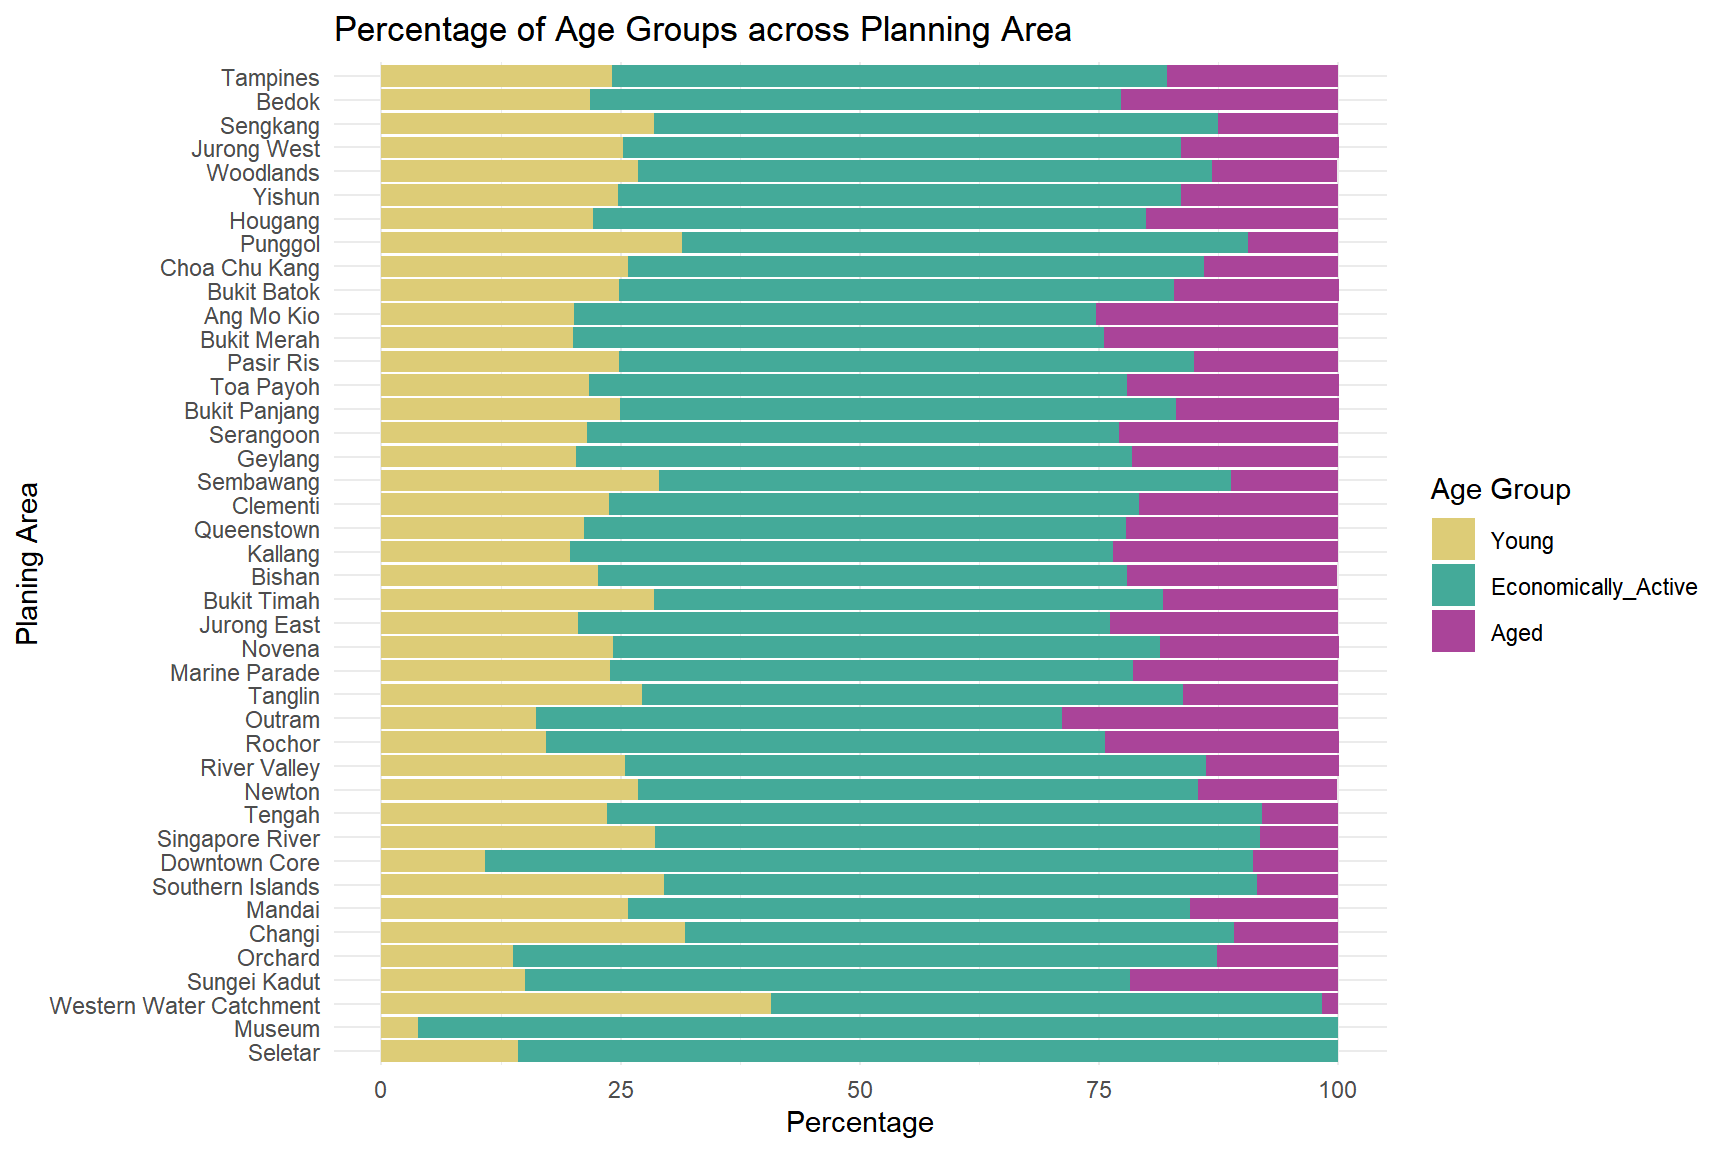 Percentage of Age Groups across Planning Area
Tampines
Bedok
Sengkang
Jurong West
Woodlands
Yishun
Hougang
Punggol
Choa Chu Kang
Bukit Batok
Ang Mo Kio
Bukit Merah
Pasir Ris
Toa Payoh
Bukit Panjang
Serangoon
Geylang
Sembawang
Clementi
Queenstown
Kallang
Bishan
Bukit Timah
Jurong East
Novena
Marine Parade
Tanglin
Outram
Rochor
River Valley
Newton
Tengah
Singapore River
Downtown Core
Southern Islands
Mandai
Changi
Orchard
Sungei Kadut
Western Water Catchment
Museum
Seletar
Planing Area
0 25 50 75 100
Percentage
Age Group
Young
Economically_Active
Aged